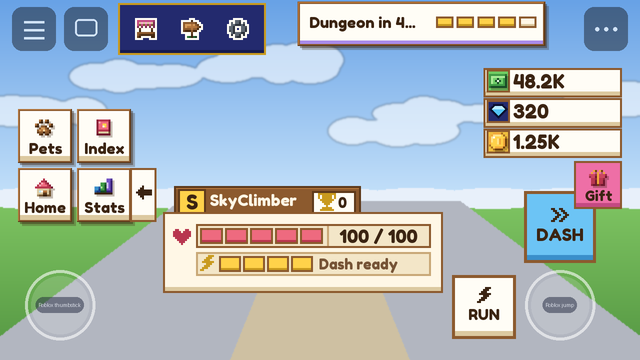 Dungeon in 4...
48.2K
320
1.25K
Pets
Index
Home
Stats
Gift
DASH
S SkyClimber 0
100 / 100
Dash ready
RUN
Roblox thumbstick
Roblox jump